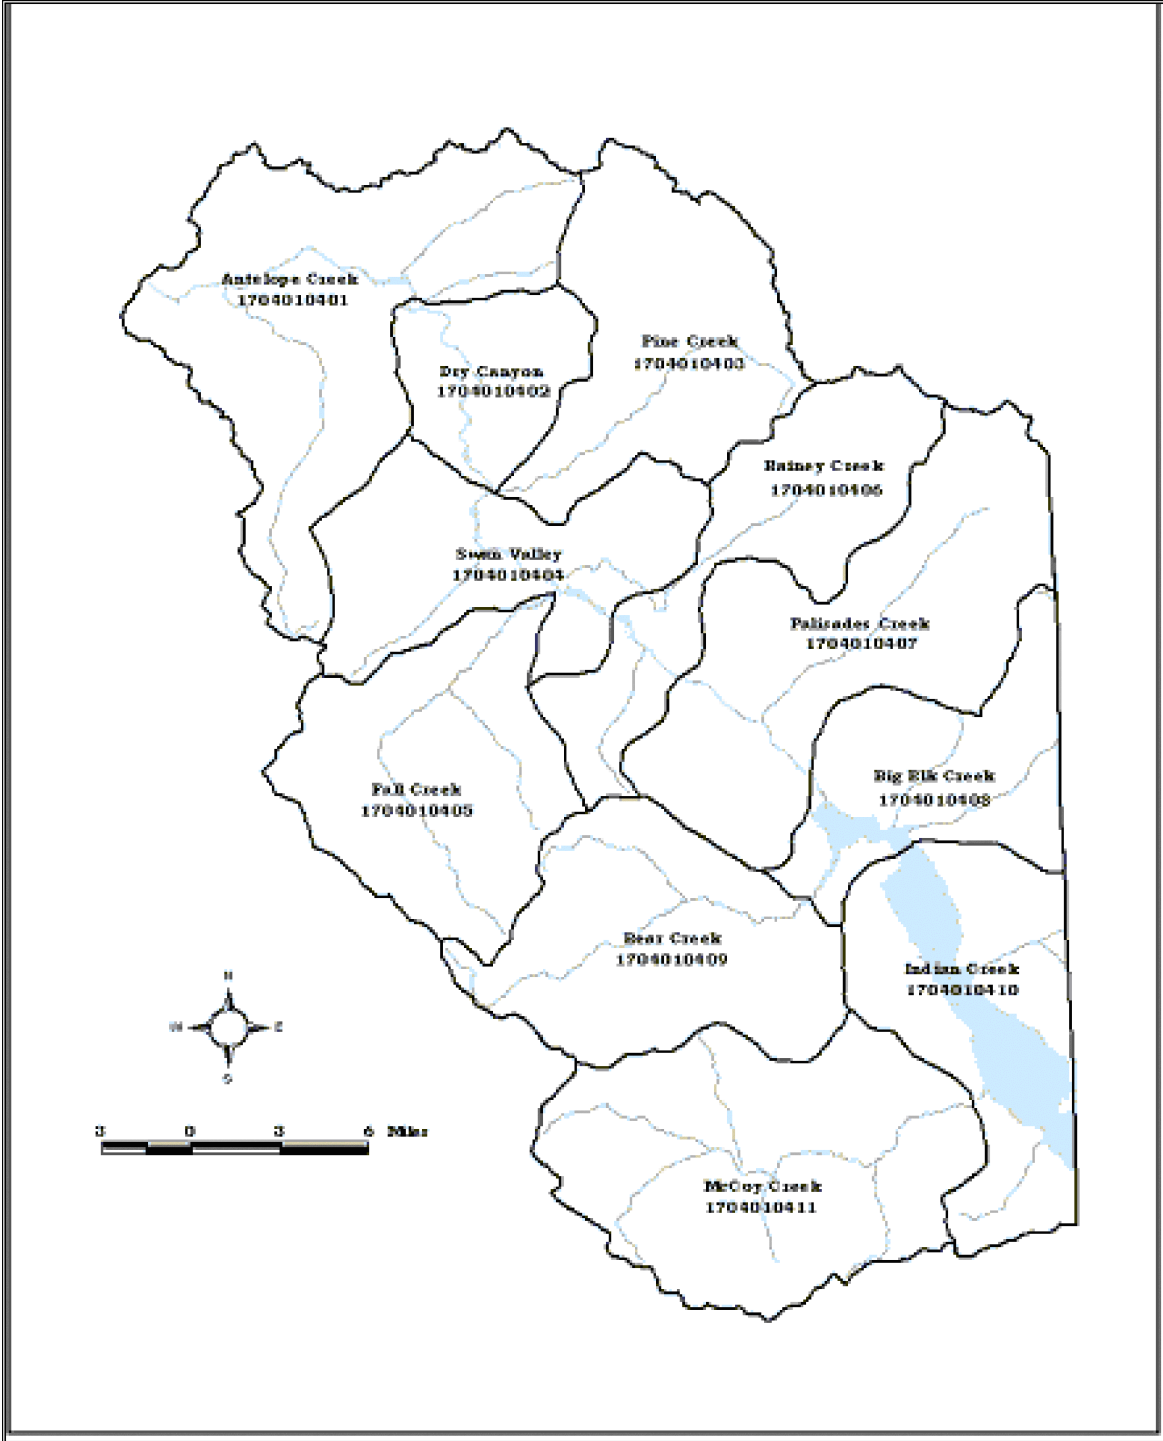 Antelope Creek
1704010401
Pine Creek
1704010403
Dry Canyon
1704010402
Rainey Creek
1704010406
Swan Valley
1704010404
Palisades Creek
1704010407
Big Elk Creek
1704010408
Fall Creek
1704010405
Bear Creek
1704010409
Indian Creek
1704010410
N
W E
S
3 0 3 6 Miles
McCoy Creek
1704010411